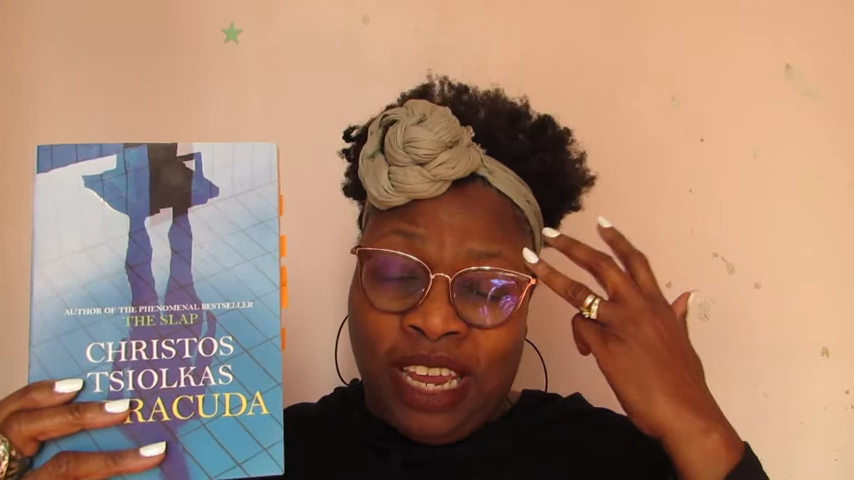 AUTHOR OF THE PHENOMENAL BESTSELLER
THE SLAP
CHRISTOS
TSIOLKAS
RACUDA